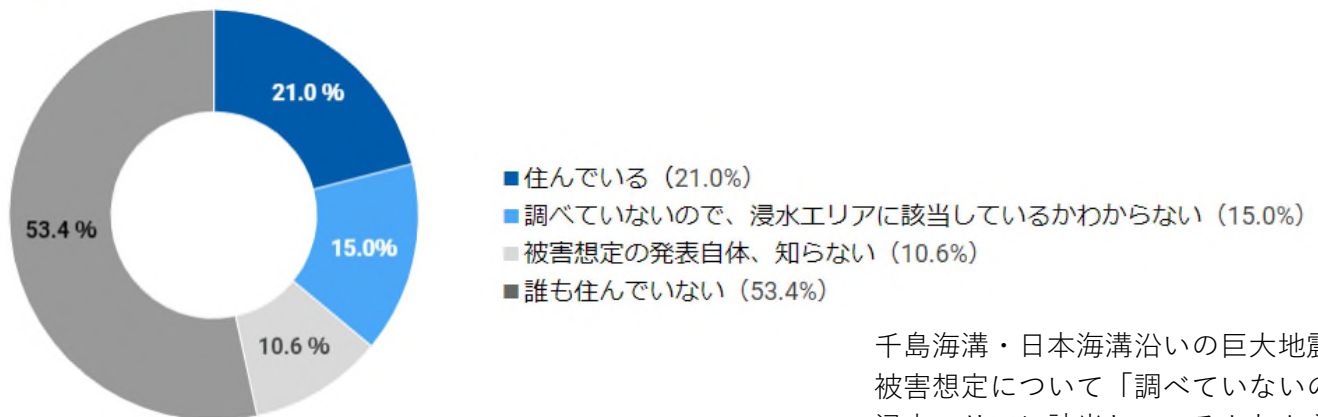 21.0 %
53.4 %
15.0%
10.6 %
■住んでいる（21.0%）
■調べていないので、浸水エリアに該当しているかわからない（15.0%）
■被害想定の発表自体、知らない（10.6%）
■誰も住んでいない（53.4%）
千島海溝・日本海溝沿いの巨大地震
被害想定について「調べていないの